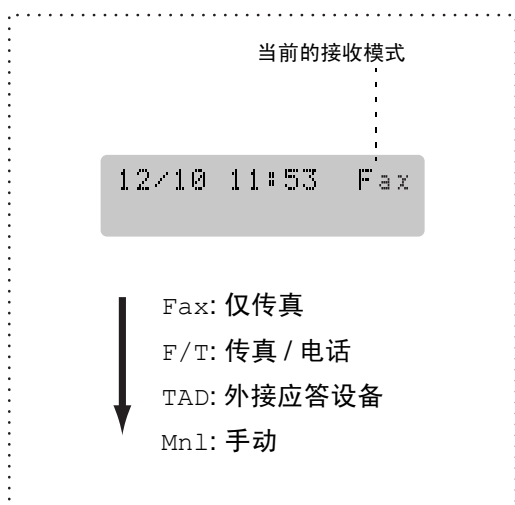 当前的接收模式
12/10 11:53 Fax
Fax: 仅传真
F/T: 传真 / 电话
TAD: 外接应答设备
Mnl: 手动